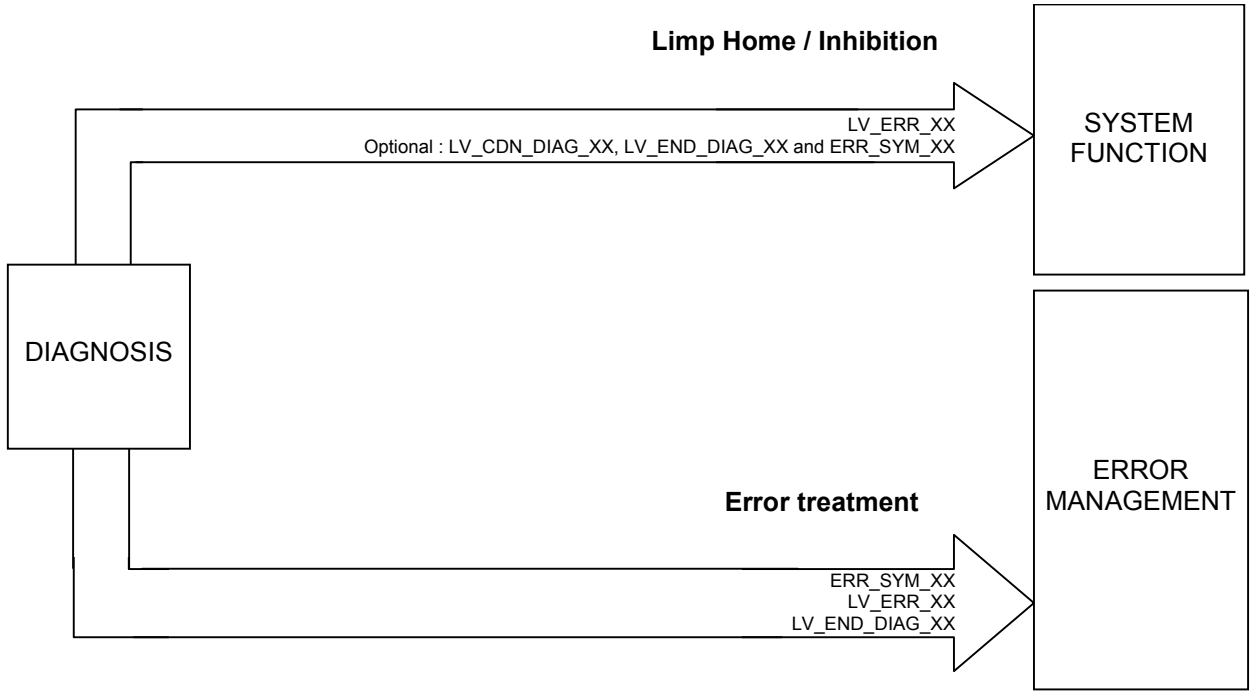 Limp Home / Inhibition
SYSTEM
FUNCTION
LV_ERR_XX
Optional : LV_CDN_DIAG_XX, LV_END_DIAG_XX and ERR_SYM_XX
DIAGNOSIS
ERROR
MANAGEMENT
Error treatment
ERR_SYM_XX
LV_ERR_XX
LV_END_DIAG_XX